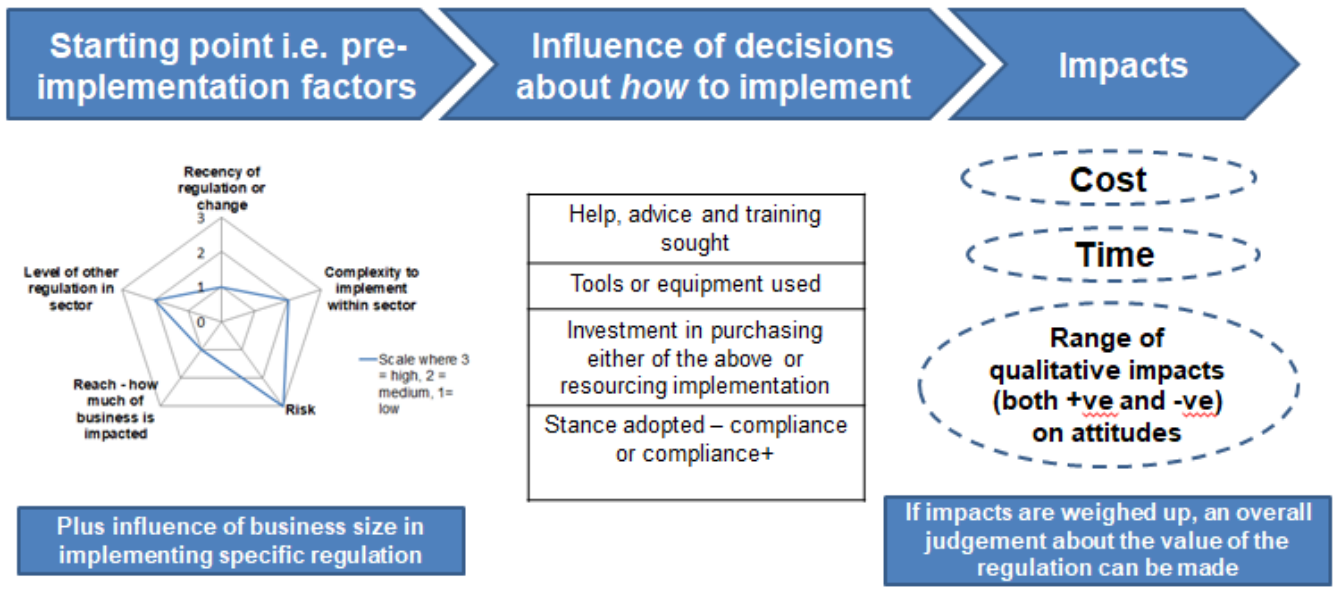 Starting point i.e. pre-
implementation factors
Influence of decisions
about how to implement
Impacts
Recency of
regulation or
change
3
2
1
0
Level of other
regulation in
sector
Complexity to
implement
within sector
Reach - how
much of
business is
impacted
Risk
Scale where 3
= high, 2 =
medium, 1=
low
Plus influence of business size in
implementing specific regulation
Help, advice and training
sought
Tools or equipment used
Investment in purchasing
either of the above or
resourcing implementation
Stance adopted – compliance
or compliance+
Cost
Time
Range of
qualitative impacts
(both +ve and -ve)
on attitudes
If impacts are weighed up, an overall
judgement about the value of the
regulation can be made